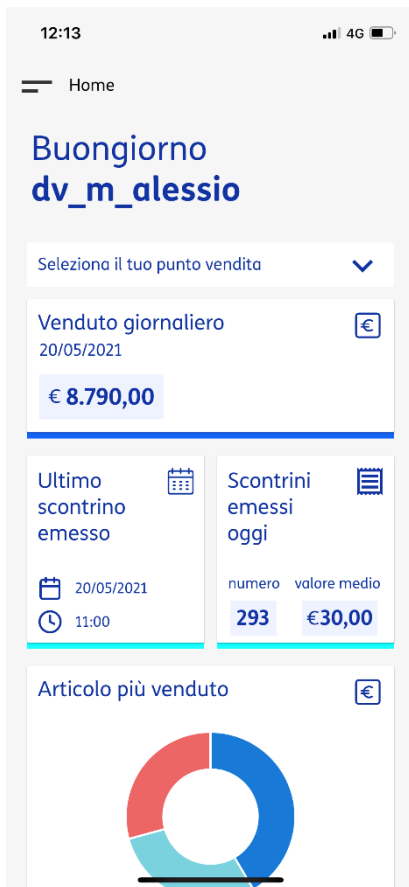 12:13
4G
Home
Buongiorno
dv_m_alessio
Seleziona il tuo punto vendita
Venduto giornaliero
€
20/05/2021
€ 8.790,00
Ultimo
scontrino
emesso
20/05/2021
11:00
Scontrini
emessi
oggi
numero valore medio
293 €30,00
Articolo più venduto
€